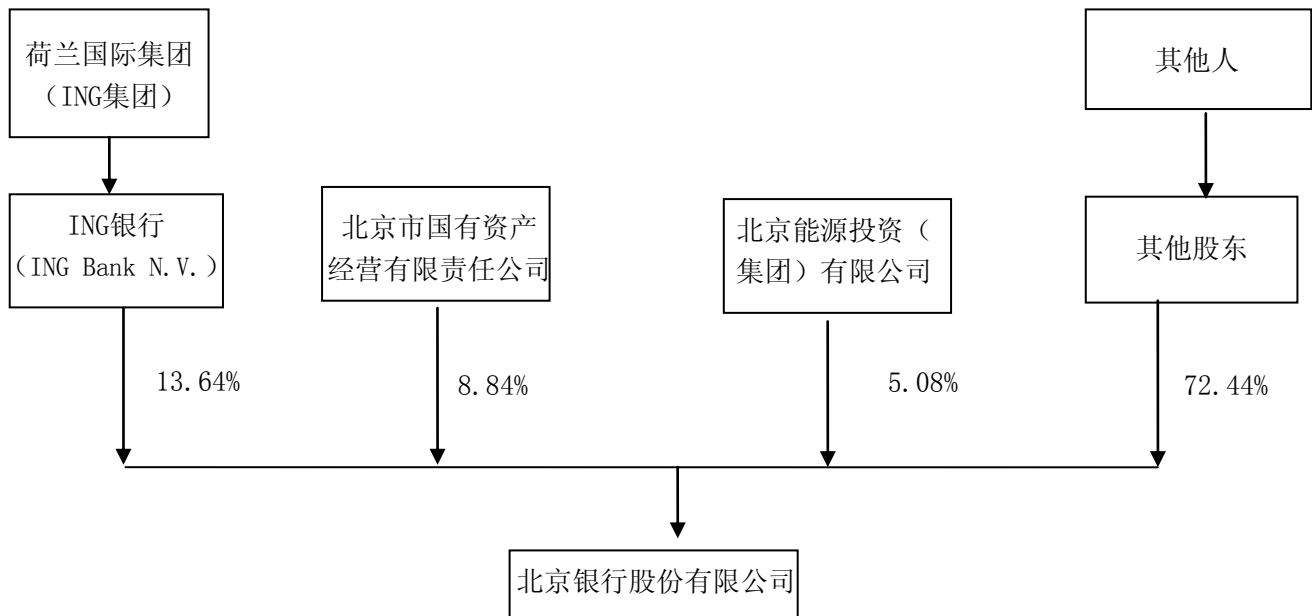 荷兰国际集团
（ING集团）
其他人
ING银行
（ING Bank N.V.）
北京市国有资产
经营有限责任公司
北京能源投资（
集团）有限公司
其他股东
13.64%
8.84%
5.08%
72.44%
北京银行股份有限公司